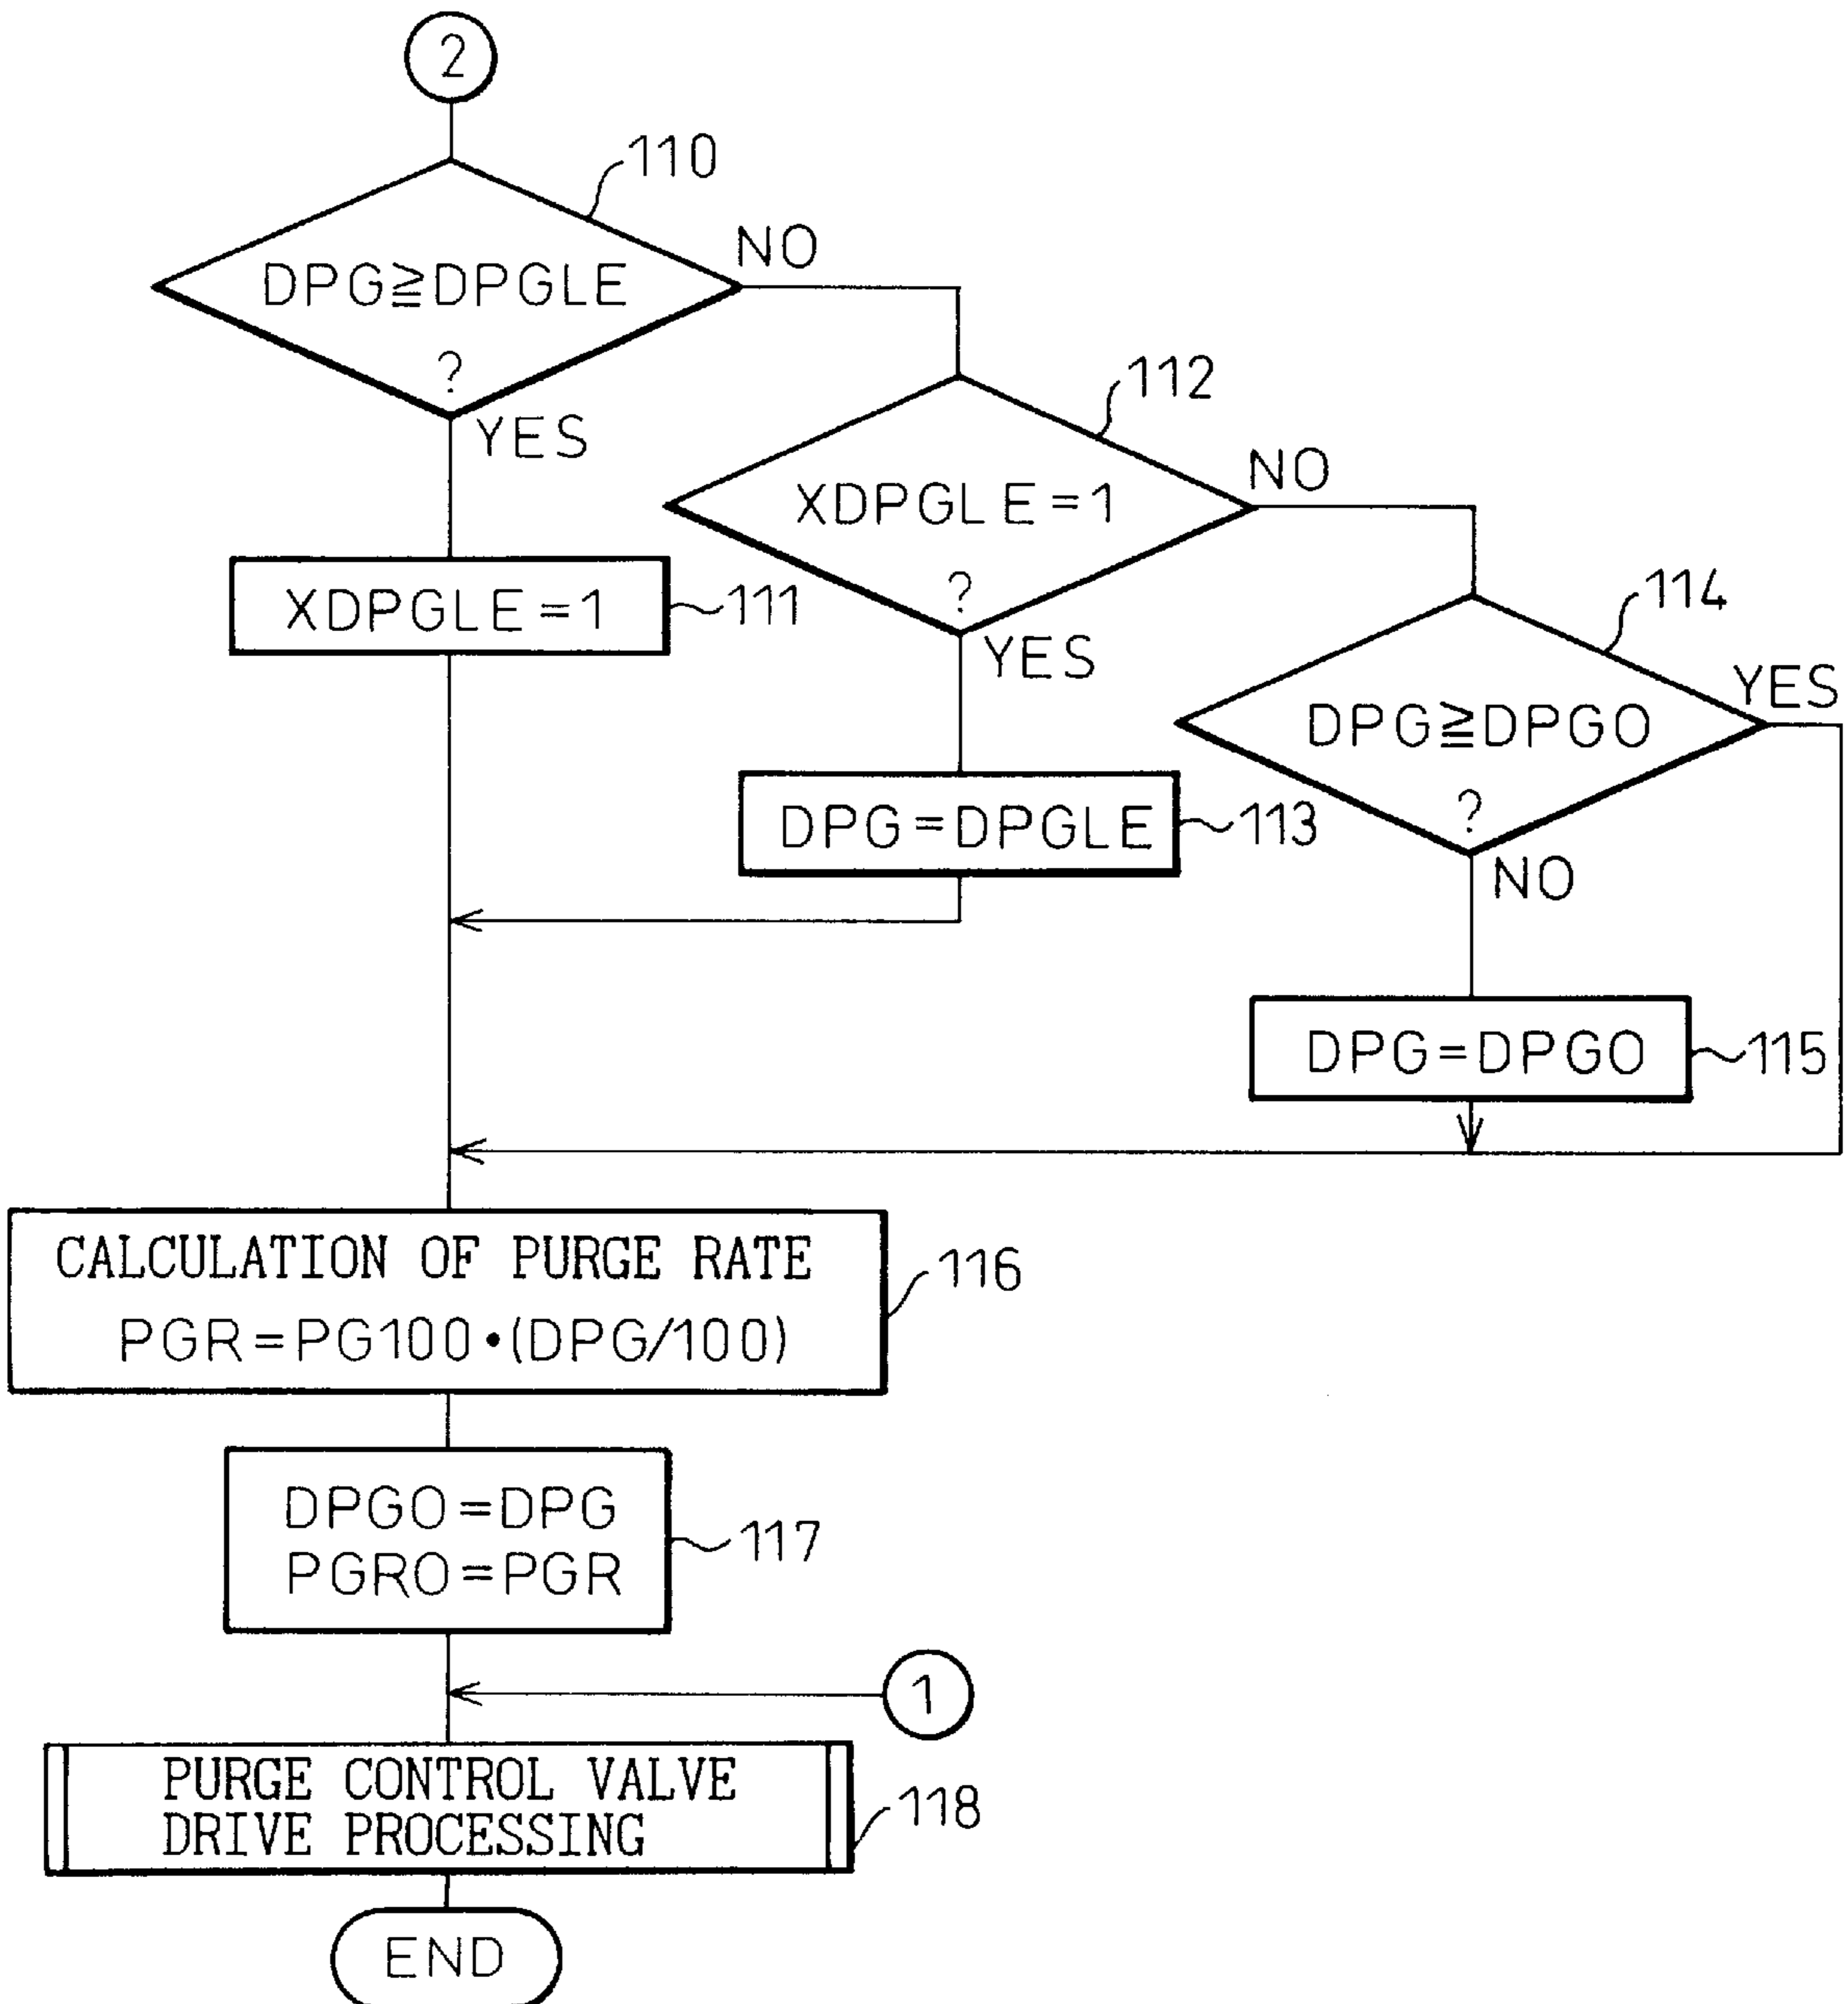 2
110
DPG≧DPGLE
?
NO
YES
112
XDPGLE=1
?
NO
YES
XDPGLE=1
111
114
DPG≧DPGO
?
YES
NO
DPG=DPGLE
113
DPG=DPGO
115
CALCULATION OF PURGE RATE
PGR=PG100•(DPG/100)
116
DPGO=DPG
PGRO=PGR
117
1
PURGE CONTROL VALVE
DRIVE PROCESSING
118
END